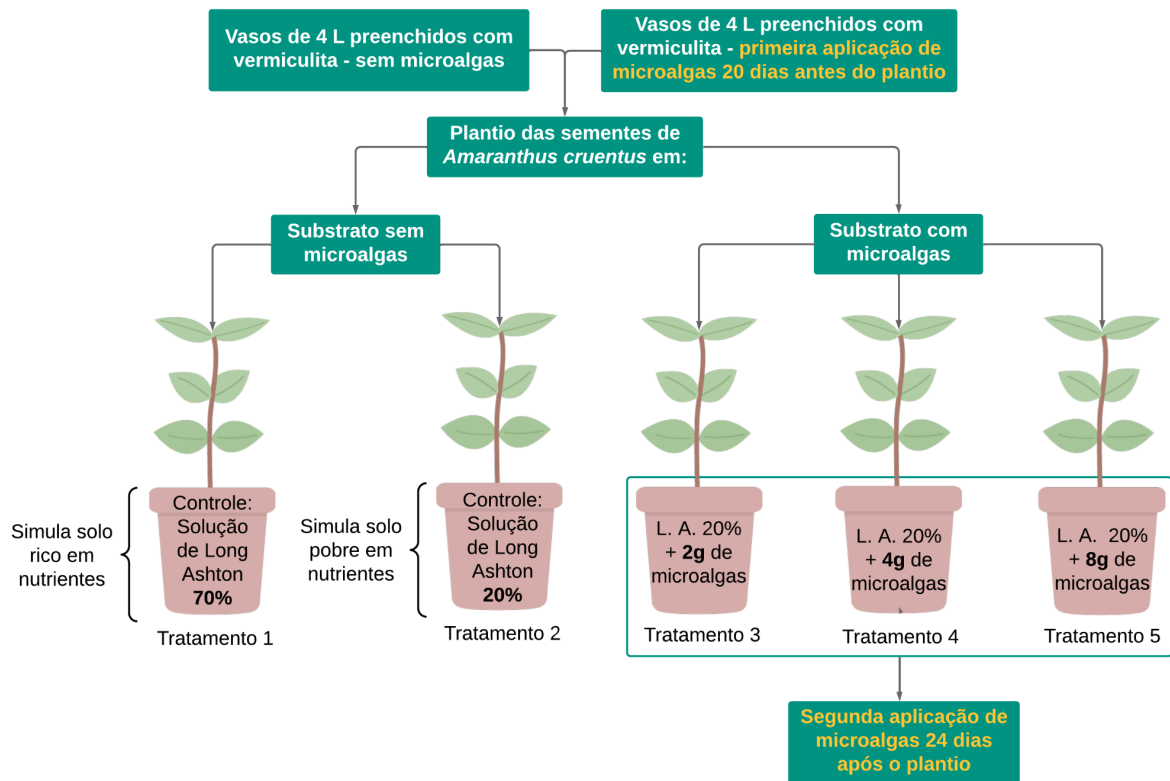 Vasos de 4 L preenchidos com
vermiculita - sem microalgas
Vasos de 4 L preenchidos com
vermiculita - primeira aplicação de
microalgas 20 dias antes do plantio
Plantio das sementes de
Amaranthus cruentus em:
Substrato sem
microalgas
Substrato com
microalgas
Simula solo
rico em
nutrientes
Controle:
Solução
de Long
Ashton
70%
Tratamento 1
Simula solo
pobre em
nutrientes
Controle:
Solução
de Long
Ashton
20%
Tratamento 2
L. A. 20%
+ 2g de
microalgas
Tratamento 3
L. A. 20%
+ 4g de
microalgas
Tratamento 4
L. A. 20%
+ 8g de
microalgas
Tratamento 5
Segunda aplicação de
microalgas 24 dias
após o plantio